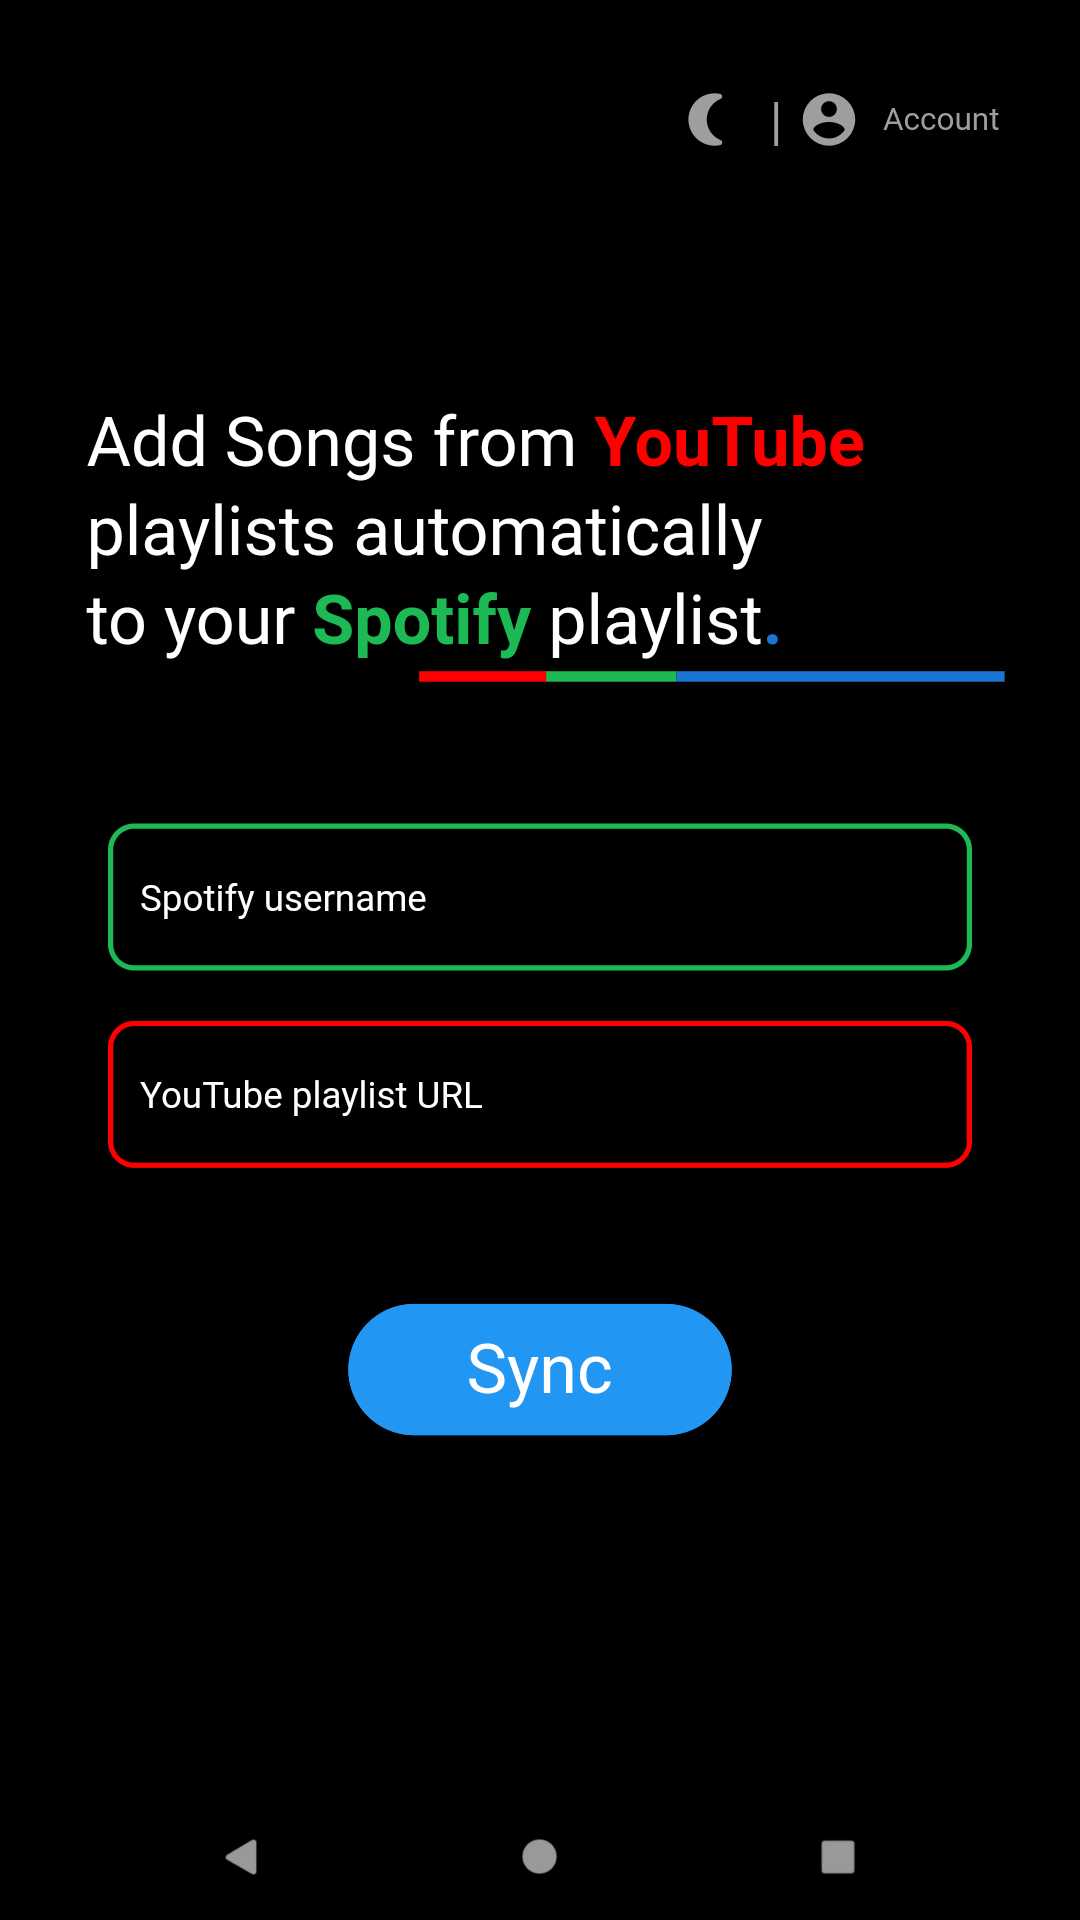 Account
Add Songs from YouTube
playlists automatically
to your Spotify playlist.
Spotify username
YouTube playlist URL
Sync